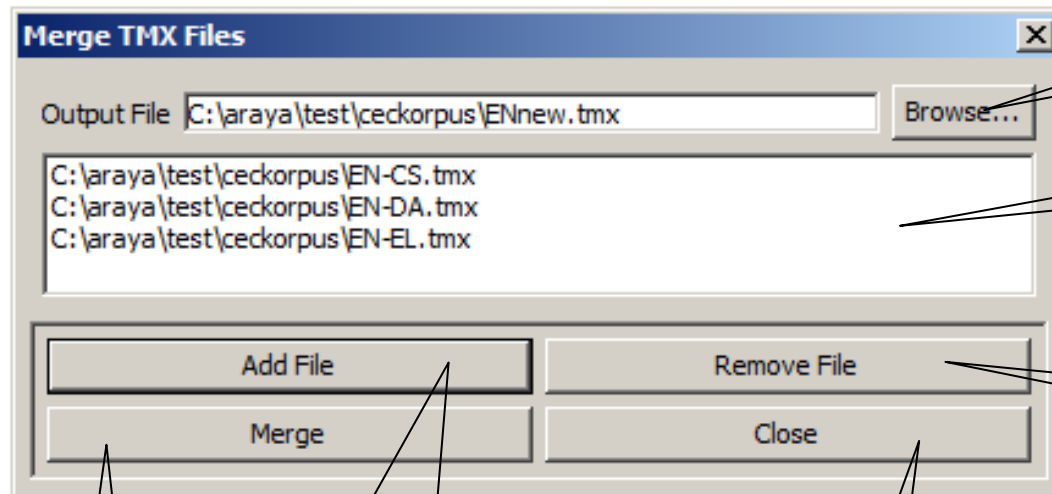 Merge TMX Files
Output File C:\araya\test\ceckorpus\ENnew.tmx Browse...
C:\araya\test\ceckorpus\EN-CS.tmx
C:\araya\test\ceckorpus\EN-DA.tmx
C:\araya\test\ceckorpus\EN-EL.tmx
Add File Remove File
Merge Close